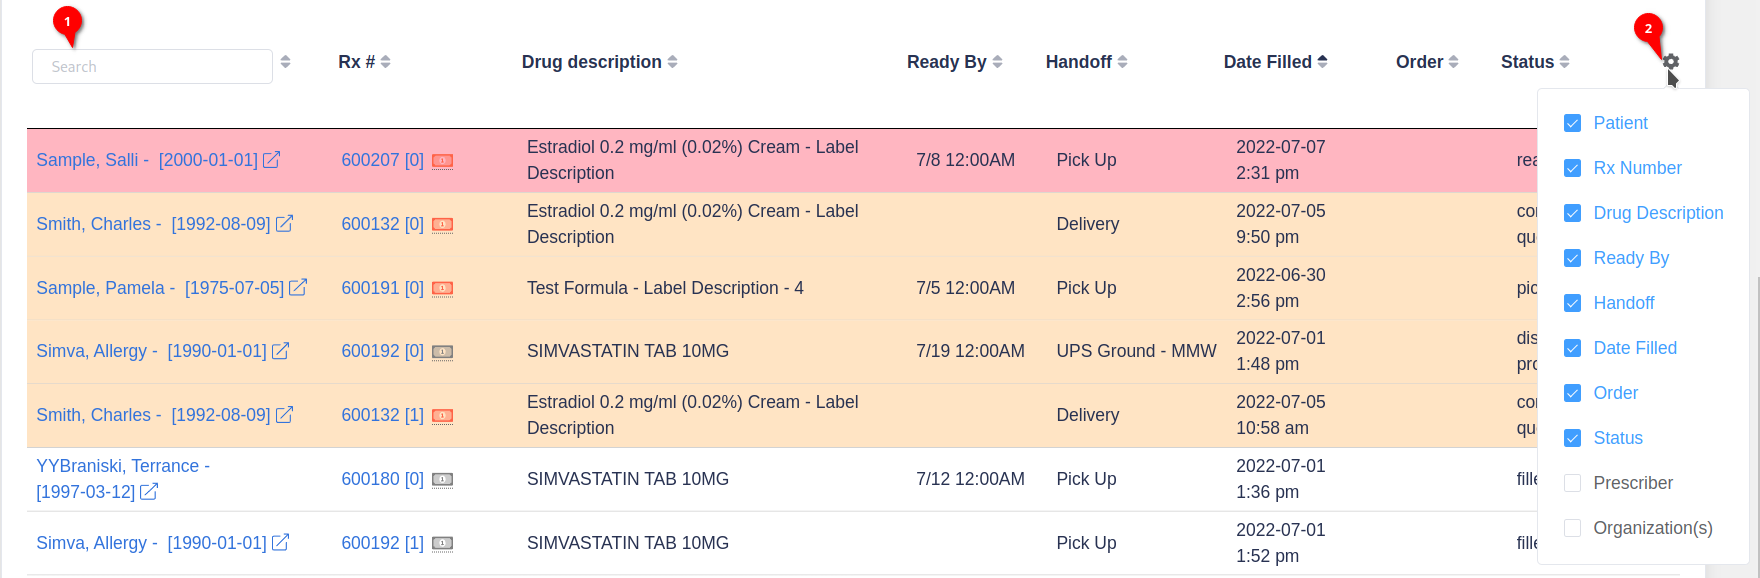 1
2
Search
Rx #
Drug description
Ready By
Handoff
Date Filled
Order
Status
Sample, Salli - [2000-01-01]
600207 [0]
Estradiol 0.2 mg/ml (0.02%) Cream - Label
Description
7/8 12:00AM
Pick Up
2022-07-07
2:31 pm
rea
Smith, Charles - [1992-08-09]
600132 [0]
Estradiol 0.2 mg/ml (0.02%) Cream - Label
Description
Delivery
2022-07-05
9:50 pm
co
qu
Sample, Pamela - [1975-07-05]
600191 [0]
Test Formula - Label Description - 4
7/5 12:00AM
Pick Up
2022-06-30
2:56 pm
pic
Simva, Allergy - [1990-01-01]
600192 [0]
SIMVASTATIN TAB 10MG
7/19 12:00AM
UPS Ground - MMW
2022-07-01
1:48 pm
dis
pro
Smith, Charles - [1992-08-09]
600132 [1]
Estradiol 0.2 mg/ml (0.02%) Cream - Label
Description
Delivery
2022-07-05
10:58 am
co
qu
YYBraniski, Terrance -
[1997-03-12]
600180 [0]
SIMVASTATIN TAB 10MG
7/12 12:00AM
Pick Up
2022-07-01
1:36 pm
fille
Simva, Allergy - [1990-01-01]
600192 [1]
SIMVASTATIN TAB 10MG
Pick Up
2022-07-01
1:52 pm
fille
Patient
Rx Number
Drug Description
Ready By
Handoff
Date Filled
Order
Status
Prescriber
Organization(s)